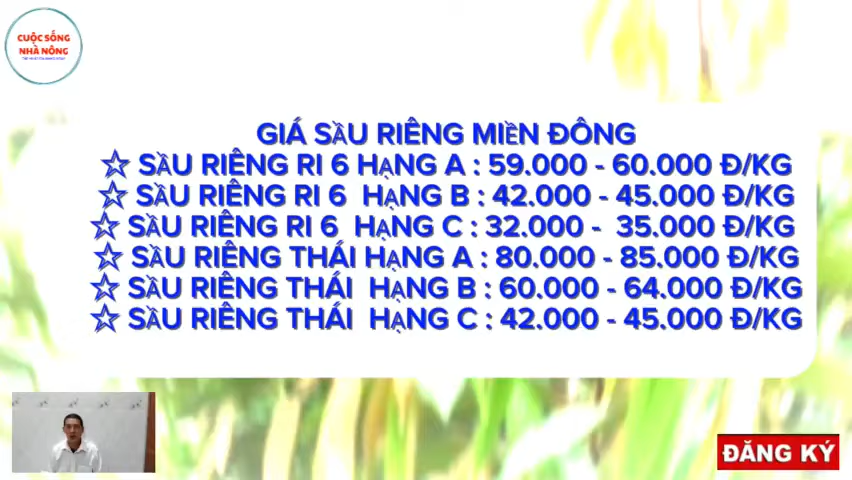 CUỘC SỐNG
NHÀ NÔNG
GIÁ SẦU RIÊNG MIỀN ĐÔNG
☆ SẦU RIÊNG RI 6 HẠNG A : 59.000 - 60.000 Đ/KG
☆ SẦU RIÊNG RI 6 HẠNG B : 42.000 - 45.000 Đ/KG
☆ SẦU RIÊNG RI 6 HẠNG C : 32.000 - 35.000 Đ/KG
☆ SẦU RIÊNG THÁI HẠNG A : 80.000 - 85.000 Đ/KG
☆ SẦU RIÊNG THÁI HẠNG B : 60.000 - 64.000 Đ/KG
☆ SẦU RIÊNG THÁI HẠNG C : 42.000 - 45.000 Đ/KG
ĐĂNG KÝ